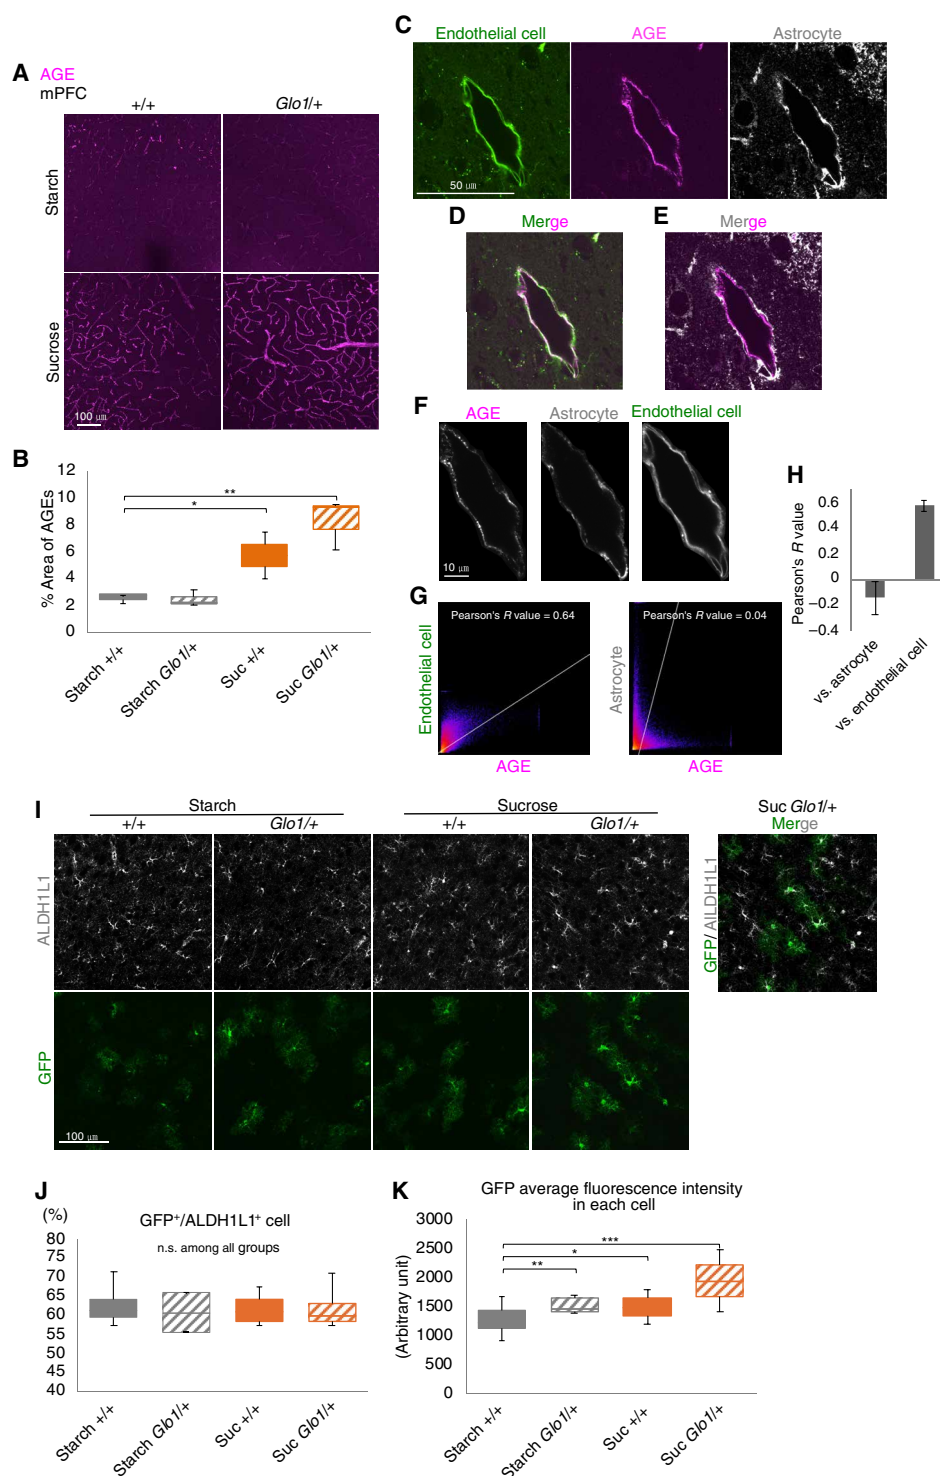 A
AGE
mPFC
+/+
Glo1/+
Starch
Sucrose
100 ㎛
B
% Area of AGEs
12
10
8
6
4
2
0
**
*
Starch +/+
Starch Glo1/+
Suc +/+
Suc Glo1/+
C
Endothelial cell
AGE
Astrocyte
50 ㎛
D
Merge
E
Merge
F
AGE
Astrocyte
Endothelial cell
10 ㎛
G
Pearson's R value = 0.64
Endothelial cell
AGE
Pearson's R value = 0.04
Astrocyte
AGE
H
Pearson's R value
0.6
0.4
0.2
0
−0.2
−0.4
vs. astrocyte
vs. endothelial cell
I
Starch
Sucrose
+/+
Glo1/+
+/+
Glo1/+
Suc Glo1/+
Merge
ALDH1L1
GFP
100 ㎛
GFP/ AlLDH1L1
J
(%)
GFP⁺/ALDH1L1⁺ cell
n.s. among all groups
80
75
70
65
60
55
50
45
40
Starch +/+
Starch Glo1/+
Suc +/+
Suc Glo1/+
K
GFP average fluorescence intensity
in each cell
(Arbitrary unit)
3000
2500
2000
1500
1000
500
0
***
*
**
Starch +/+
Starch Glo1/+
Suc +/+
Suc Glo1/+